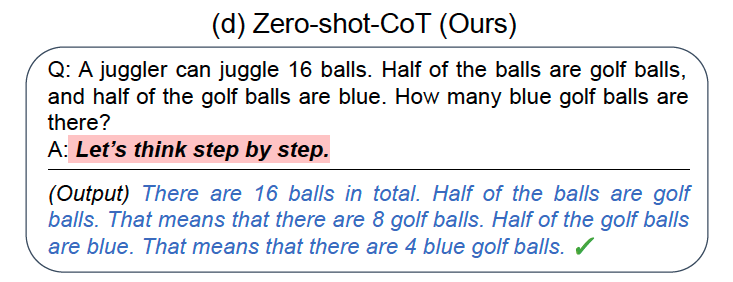 (d) Zero-shot-CoT (Ours)
Q: A juggler can juggle 16 balls. Half of the balls are golf balls,
and half of the golf balls are blue. How many blue golf balls are
there?
A: Let’s think step by step.
(Output) There are 16 balls in total. Half of the balls are golf
balls. That means that there are 8 golf balls. Half of the golf balls
are blue. That means that there are 4 blue golf balls. ✓